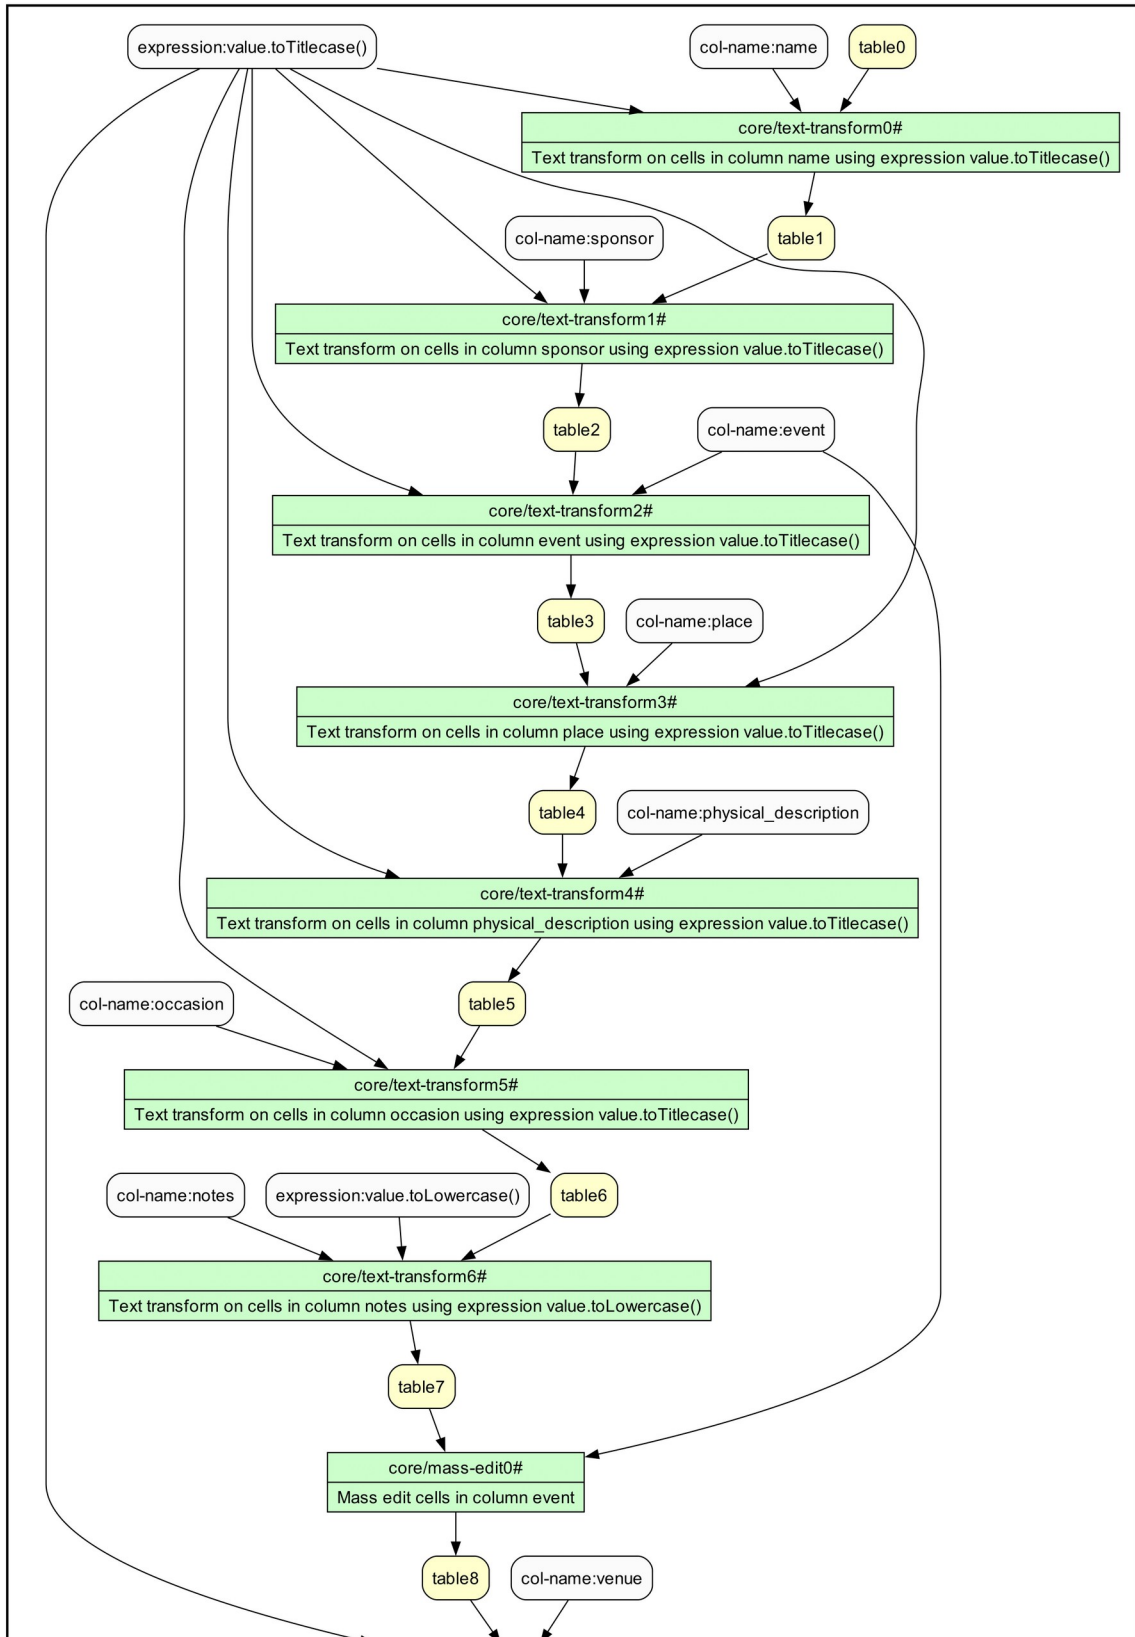 expression:value.toTitlecase()
col-name:name
table0
core/text-transform0#
Text transform on cells in column name using expression value.toTitlecase()
col-name:sponsor
table1
core/text-transform1#
Text transform on cells in column sponsor using expression value.toTitlecase()
table2
col-name:event
core/text-transform2#
Text transform on cells in column event using expression value.toTitlecase()
table3
col-name:place
core/text-transform3#
Text transform on cells in column place using expression value.toTitlecase()
table4
col-name:physical_description
core/text-transform4#
Text transform on cells in column physical_description using expression value.toTitlecase()
col-name:occasion
table5
core/text-transform5#
Text transform on cells in column occasion using expression value.toTitlecase()
col-name:notes
expression:value.toLowercase()
table6
core/text-transform6#
Text transform on cells in column notes using expression value.toLowercase()
table7
core/mass-edit0#
Mass edit cells in column event
table8
col-name:venue